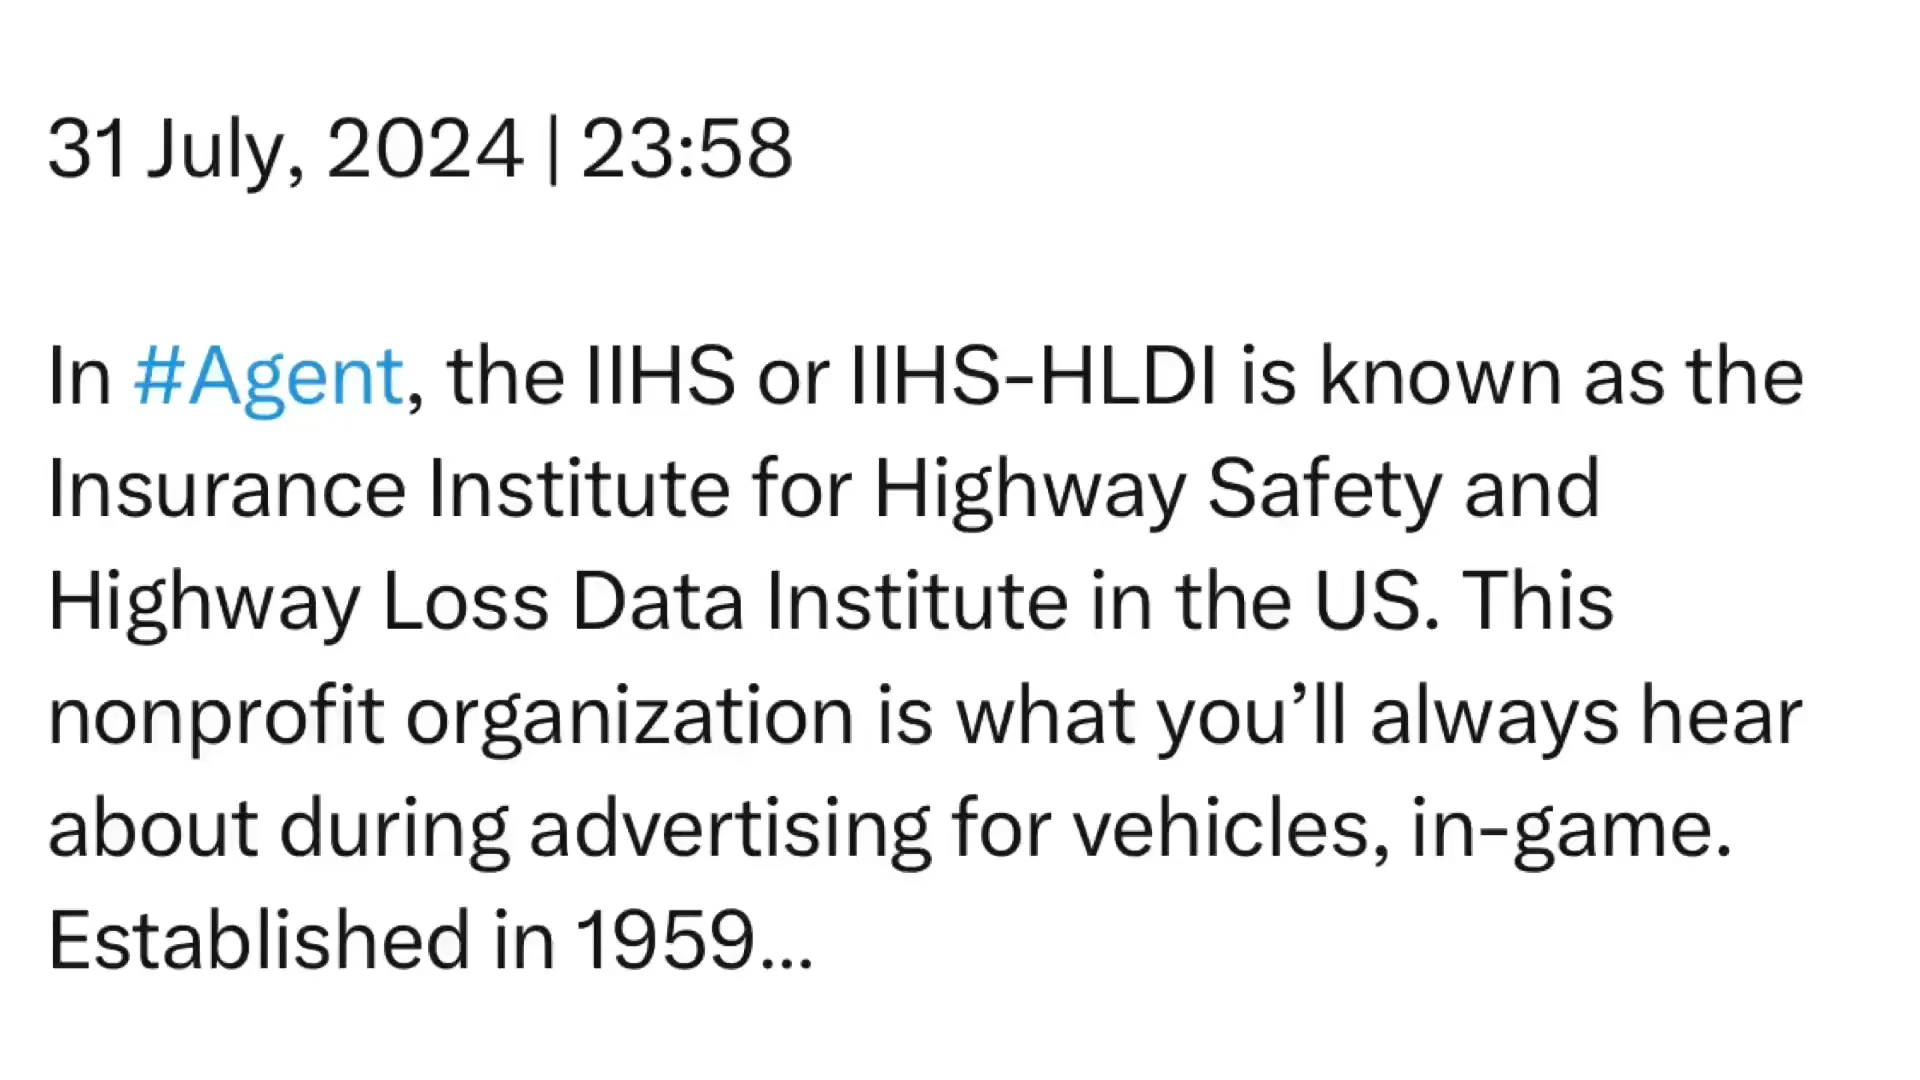 31 July, 2024 | 23:58
In #Agent, the IIHS or IIHS-HLDI is known as the
Insurance Institute for Highway Safety and
Highway Loss Data Institute in the US. This
nonprofit organization is what you’ll always hear
about during advertising for vehicles, in-game.
Established in 1959...